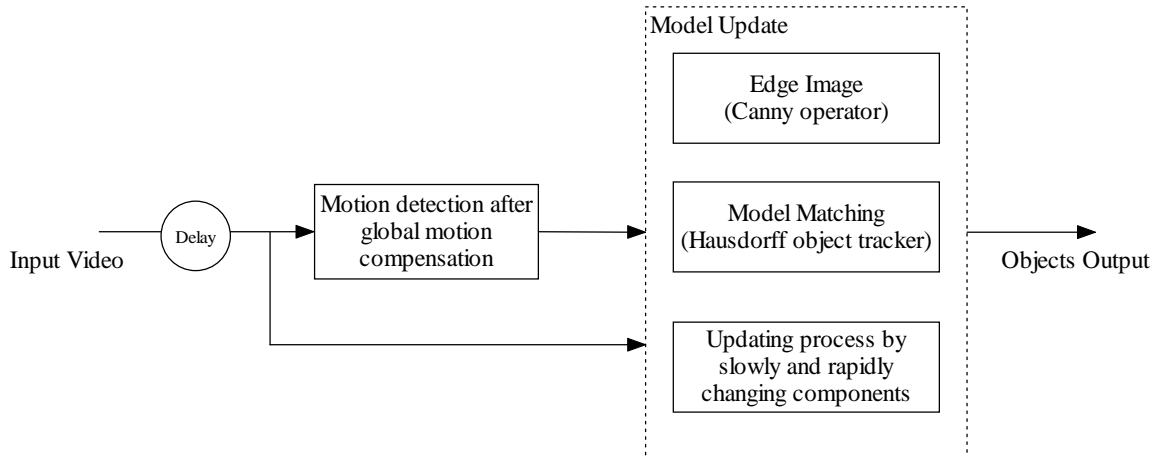 Model Update
Edge Image
(Canny operator)
Motion detection after
global motion
compensation
Model Matching
(Hausdorff object tracker)
Delay
Input Video
Objects Output
Updating process by
slowly and rapidly
changing components